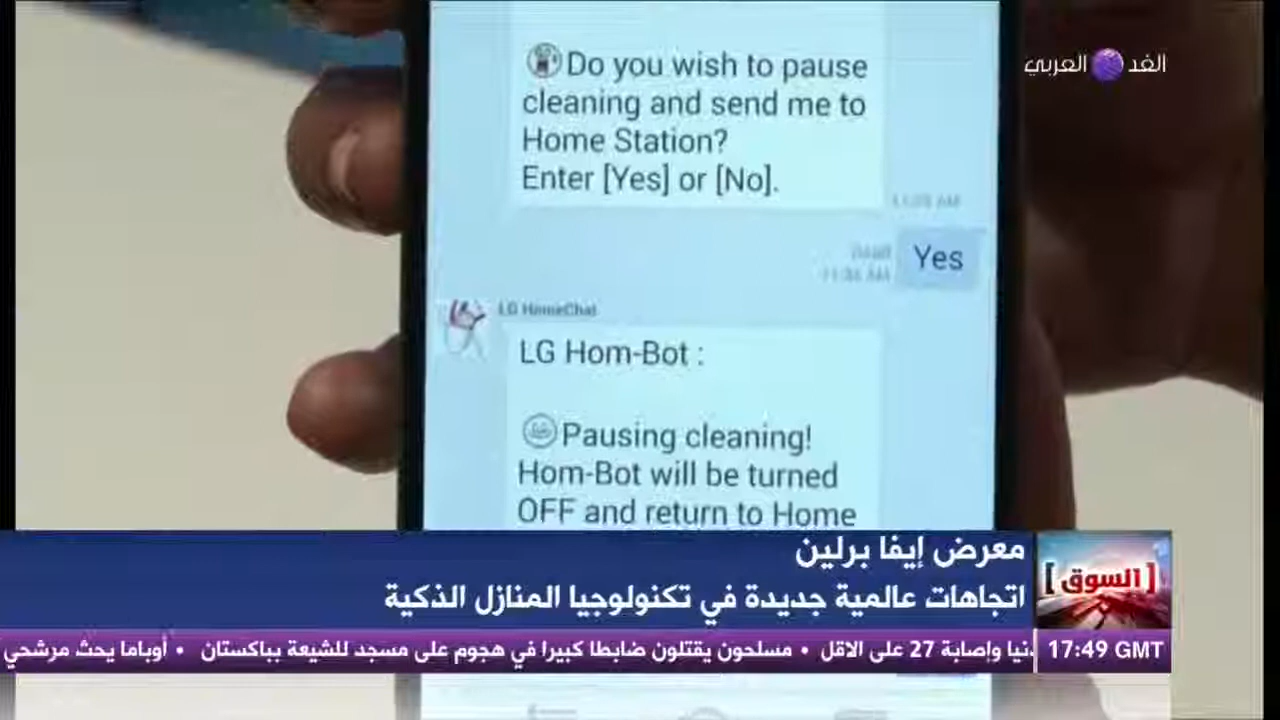 Do you wish to pause
cleaning and send me to
Home Station?
Enter [Yes] or [No].
الغد العربي
Yes
LG HomeChat
LG Hom-Bot :
Pausing cleaning!
Hom-Bot will be turned
OFF and return to Home
معرض إيفا برلين
اتجاهات عالمية جديدة في تكنولوجيا المنازل الذكية
[السوق]
وإصابة 27 على الاقل • مسلحون يقتلون ضابطا كبيرا في هجوم على مسجد للشيعة بباكستان • أوباما يحث مرشحي
17:49 GMT